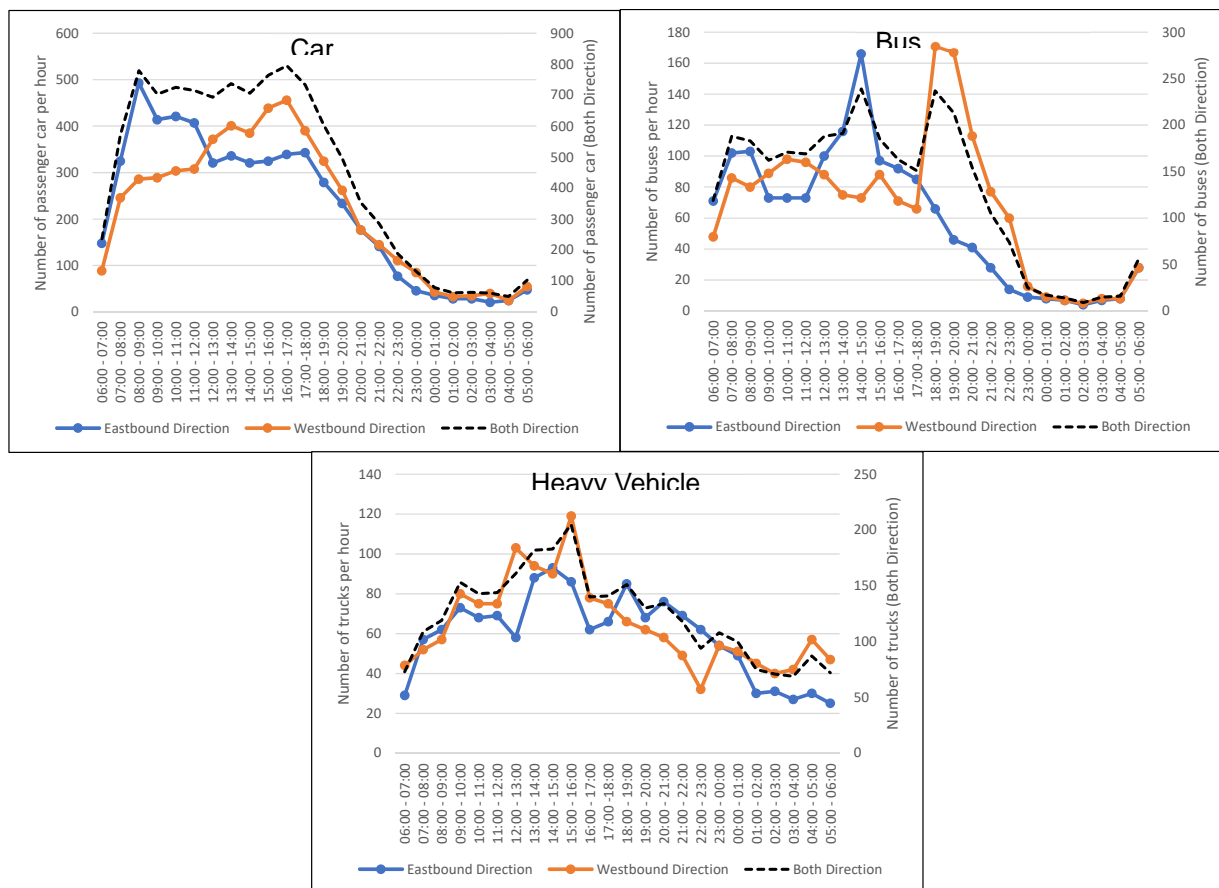 Car
Number of passenger car per hour
600
500
400
300
200
100
0
Number of passenger car (Both Direction)
900
800
700
600
500
400
300
200
100
0
06:00 - 07:00
07:00 - 08:00
08:00 - 09:00
09:00 - 10:00
10:00 - 11:00
11:00 - 12:00
12:00 - 13:00
13:00 - 14:00
14:00 - 15:00
15:00 - 16:00
16:00 - 17:00
17:00 -18:00
18:00 - 19:00
19:00 - 20:00
20:00 - 21:00
21:00 - 22:00
22:00 - 23:00
23:00 - 00:00
00:00 - 01:00
01:00 - 02:00
02:00 - 03:00
03:00 - 04:00
04:00 - 05:00
05:00 - 06:00
Eastbound Direction Westbound Direction Both Direction
Bus
Number of buses per hour
180
160
140
120
100
80
60
40
20
0
Number of buses (Both Direction)
300
250
200
150
100
50
0
06:00 - 07:00
07:00 - 08:00
08:00 - 09:00
09:00 - 10:00
10:00 - 11:00
11:00 - 12:00
12:00 - 13:00
13:00 - 14:00
14:00 - 15:00
15:00 - 16:00
16:00 - 17:00
17:00 -18:00
18:00 - 19:00
19:00 - 20:00
20:00 - 21:00
21:00 - 22:00
22:00 - 23:00
23:00 - 00:00
00:00 - 01:00
01:00 - 02:00
02:00 - 03:00
03:00 - 04:00
04:00 - 05:00
05:00 - 06:00
Eastbound Direction Westbound Direction Both Direction
Heavy Vehicle
Number of trucks per hour
140
120
100
80
60
40
20
0
Number of trucks (Both Direction)
250
200
150
100
50
0
06:00 - 07:00
07:00 - 08:00
08:00 - 09:00
09:00 - 10:00
10:00 - 11:00
11:00 - 12:00
12:00 - 13:00
13:00 - 14:00
14:00 - 15:00
15:00 - 16:00
16:00 - 17:00
17:00 -18:00
18:00 - 19:00
19:00 - 20:00
20:00 - 21:00
21:00 - 22:00
22:00 - 23:00
23:00 - 00:00
00:00 - 01:00
01:00 - 02:00
02:00 - 03:00
03:00 - 04:00
04:00 - 05:00
05:00 - 06:00
Eastbound Direction Westbound Direction Both Direction